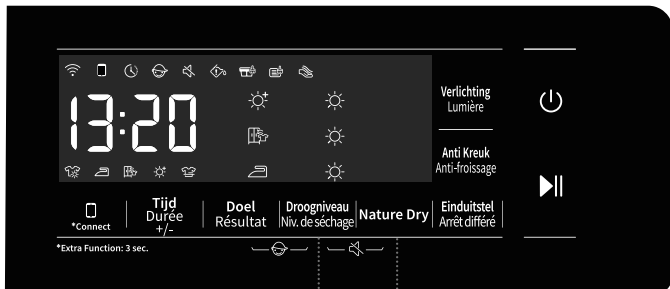 13:20
Verlichting
Lumière
Anti Kreuk
Anti-froissage
*Connect
Tijd
Durée
+/-
Doel
Résultat
Droogniveau
Niv. de séchage
Nature Dry
Einduitstel
Arrêt différé
*Extra Function: 3 sec.